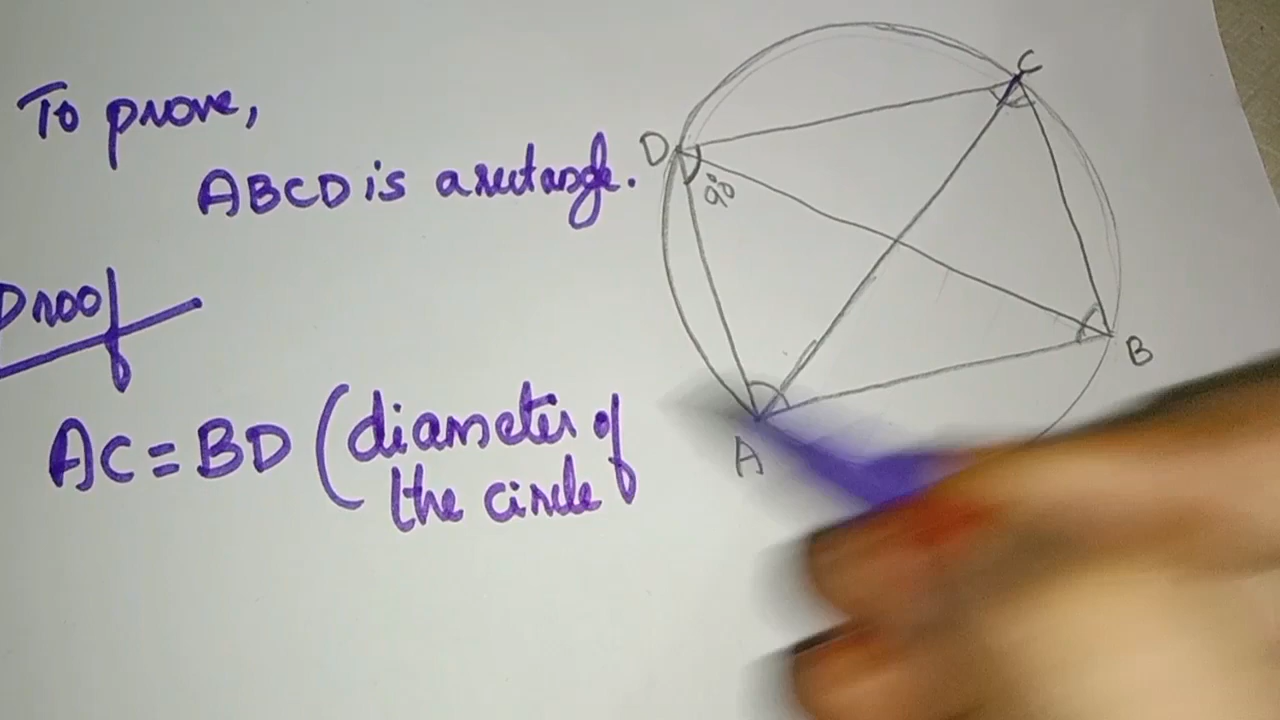 To prove,
ABCD is a rectangle.
Proof
AC = BD (diameter of
the circle
D
C
90°
B
A